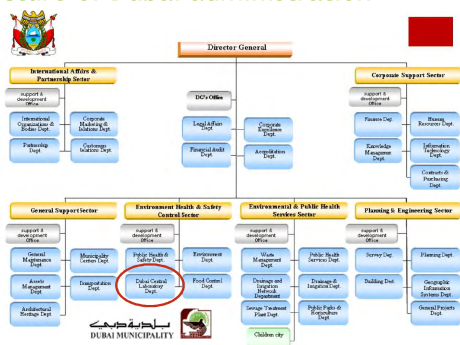 Director General
International Affairs &
Partnership Sector
Corporate Support Sector
support &
development
Office
DG's Office
support &
development
Office
International
Organizations &
Bodies Dept.
Corporate
Marketing &
Relations Dept.
Legal Affairs
Dept.
Corporate
Excellence
Dept.
Finance Dep
Human
Resources Dept.
Partnership
Dept.
Customers
Relations Dept.
Financial Audit
Dept.
Accreditation
Dept.
Knowledge
Management
Dept.
Information
Technology
Dept.
Contracts &
Purchasing
Dept.
General Support Sector
Environment Health & Safety
Control Sector
Environmental & Public Health
Services Sector
Planning & Engineering Sector
support &
development
Office
support &
development
Office
support &
development
Office
support &
development
Office
General
Maintenance
Dept.
Municipality
Centers Dept.
Public Health &
Safety Dept.
Environment
Dept.
Waste
Management
Dept.
Public Health
Services Dept.
Survey Dep.
Planning Dept.
Assets
management
Dept.
Transportations
Dept.
Dubai Central
Laboratory
Dept.
Food Control
Dept.
Drainage and
Irrigation
Network
Department
Drainage &
Irrigation Dept.
Building Dept.
Geographic
Information
Systems Dept.
Architectural
Heritage Dept.
Sewage Treatment
Plant Dept.
Public Parks &
Horticulture
Dept.
General Projects
Dept.
بلدية دبي
DUBAI MUNICIPALITY
Children city